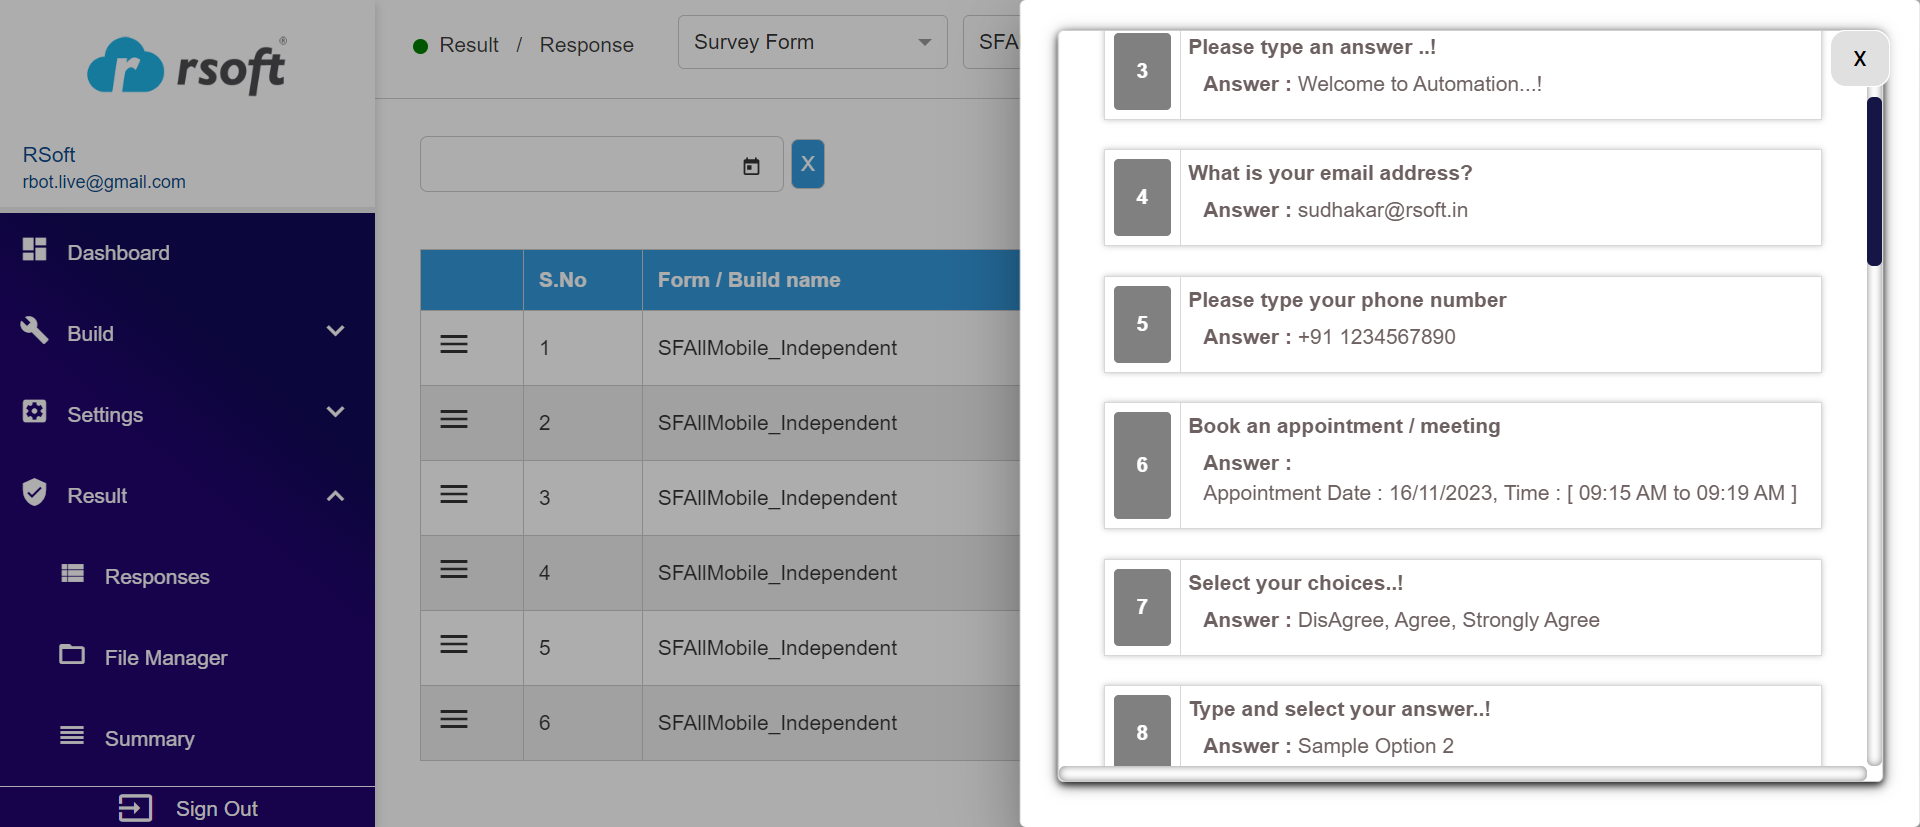 rsoft®
RSoft
rbot.live@gmail.com
Dashboard
Build
Settings
Result
Responses
File Manager
Summary
Sign Out
Result / Response
Survey Form
SFA
X
S.No Form / Build name
1 SFAllMobile_Independent
2 SFAllMobile_Independent
3 SFAllMobile_Independent
4 SFAllMobile_Independent
5 SFAllMobile_Independent
6 SFAllMobile_Independent
X
3 Please type an answer ..!
Answer : Welcome to Automation...!
4 What is your email address?
Answer : sudhakar@rsoft.in
5 Please type your phone number
Answer : +91 1234567890
6 Book an appointment / meeting
Answer :
Appointment Date : 16/11/2023, Time : [ 09:15 AM to 09:19 AM ]
7 Select your choices..!
Answer : DisAgree, Agree, Strongly Agree
8 Type and select your answer..!
Answer : Sample Option 2